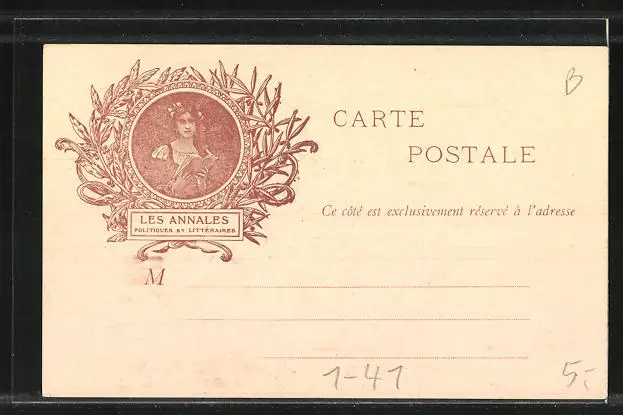 B
CARTE
POSTALE
LES ANNALES
POLITIQUES ET LITTÉRAIRES
Ce côté est exclusivement réservé à l'adresse
M
1-41
5,-